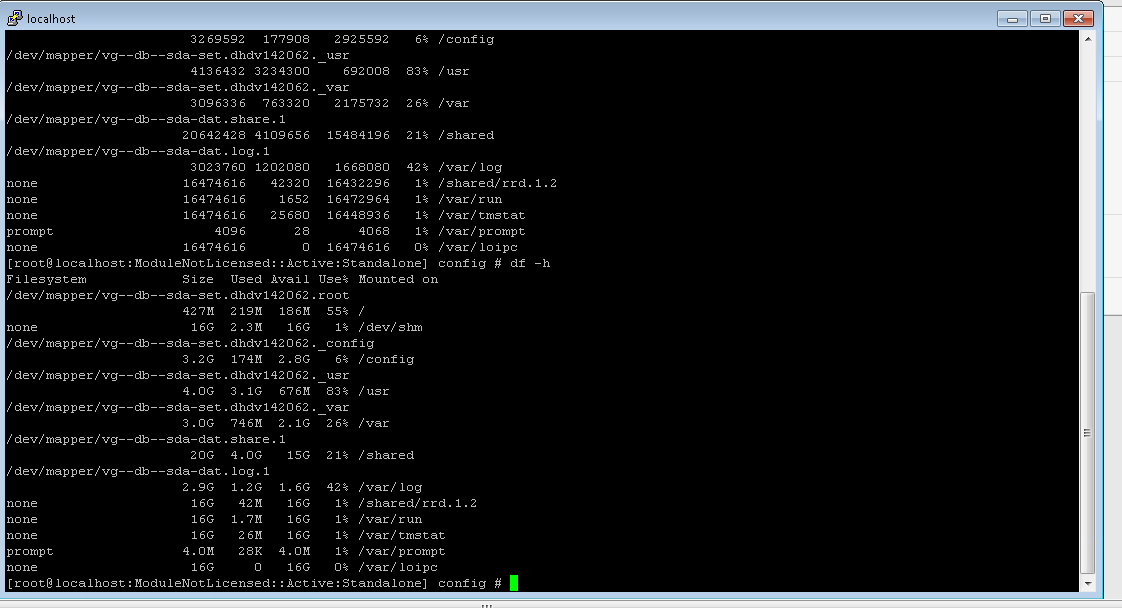 localhost
3269592 177908 2925592 6% /config
/dev/mapper/vg--db--sda-set.dhdv142062._usr
4136432 3234300 692008 83% /usr
/dev/mapper/vg--db--sda-set.dhdv142062._var
3096336 763320 2175732 26% /var
/dev/mapper/vg--db--sda-dat.share.1
20642428 4109656 15484196 21% /shared
/dev/mapper/vg--db--sda-dat.log.1
3023760 1202080 1668080 42% /var/log
none 16474616 42320 16432296 1% /shared/rrd.1.2
none 16474616 1652 16472964 1% /var/run
none 16474616 25680 16448936 1% /var/tmstat
prompt 4096 28 4068 1% /var/prompt
none 16474616 0 16474616 0% /var/loipc
[root@localhost:ModuleNotLicensed::Active:Standalone] config # df -h
Filesystem Size Used Avail Use% Mounted on
/dev/mapper/vg--db--sda-set.dhdv142062.root
427M 219M 186M 55% /
none 16G 2.3M 16G 1% /dev/shm
/dev/mapper/vg--db--sda-set.dhdv142062._config
3.2G 174M 2.8G 6% /config
/dev/mapper/vg--db--sda-set.dhdv142062._usr
4.0G 3.1G 676M 83% /usr
/dev/mapper/vg--db--sda-set.dhdv142062._var
3.0G 746M 2.1G 26% /var
/dev/mapper/vg--db--sda-dat.share.1
20G 4.0G 15G 21% /shared
/dev/mapper/vg--db--sda-dat.log.1
2.9G 1.2G 1.6G 42% /var/log
none 16G 42M 16G 1% /shared/rrd.1.2
none 16G 1.7M 16G 1% /var/run
none 16G 26M 16G 1% /var/tmstat
prompt 4.0M 28K 4.0M 1% /var/prompt
none 16G 0 16G 0% /var/loipc
[root@localhost:ModuleNotLicensed::Active:Standalone] config #